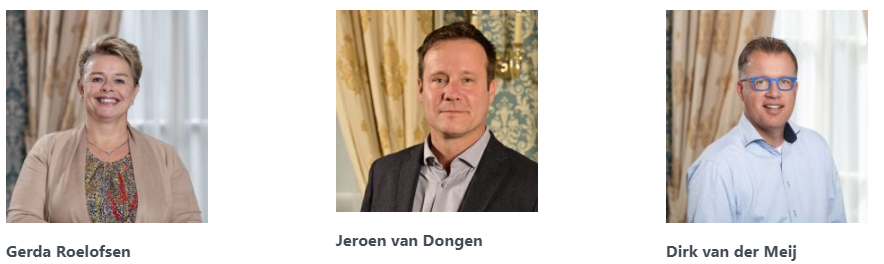 Gerda Roelofsen
Jeroen van Dongen
Dirk van der Meij